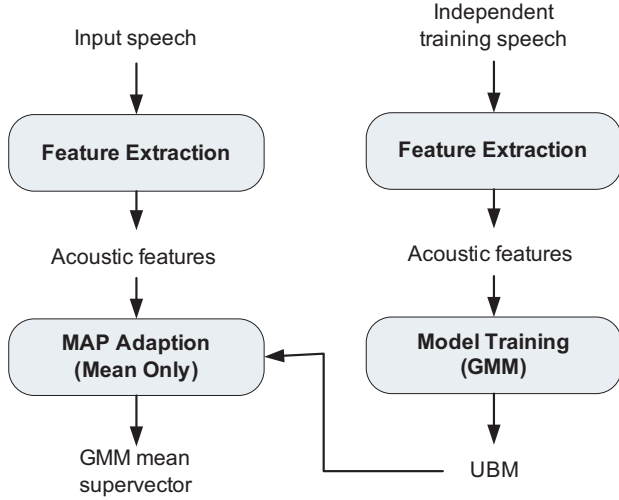 Input speech
Feature Extraction
Acoustic features
MAP Adaption
(Mean Only)
GMM mean
supervector
Independent
training speech
Feature Extraction
Acoustic features
Model Training
(GMM)
UBM